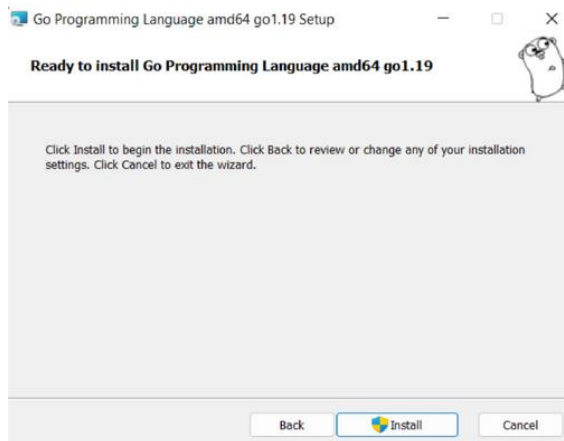 Go Programming Language amd64 go1.19 Setup
Ready to install Go Programming Language amd64 go1.19
Click Install to begin the installation. Click Back to review or change any of your installation
settings. Click Cancel to exit the wizard.
Back Install Cancel